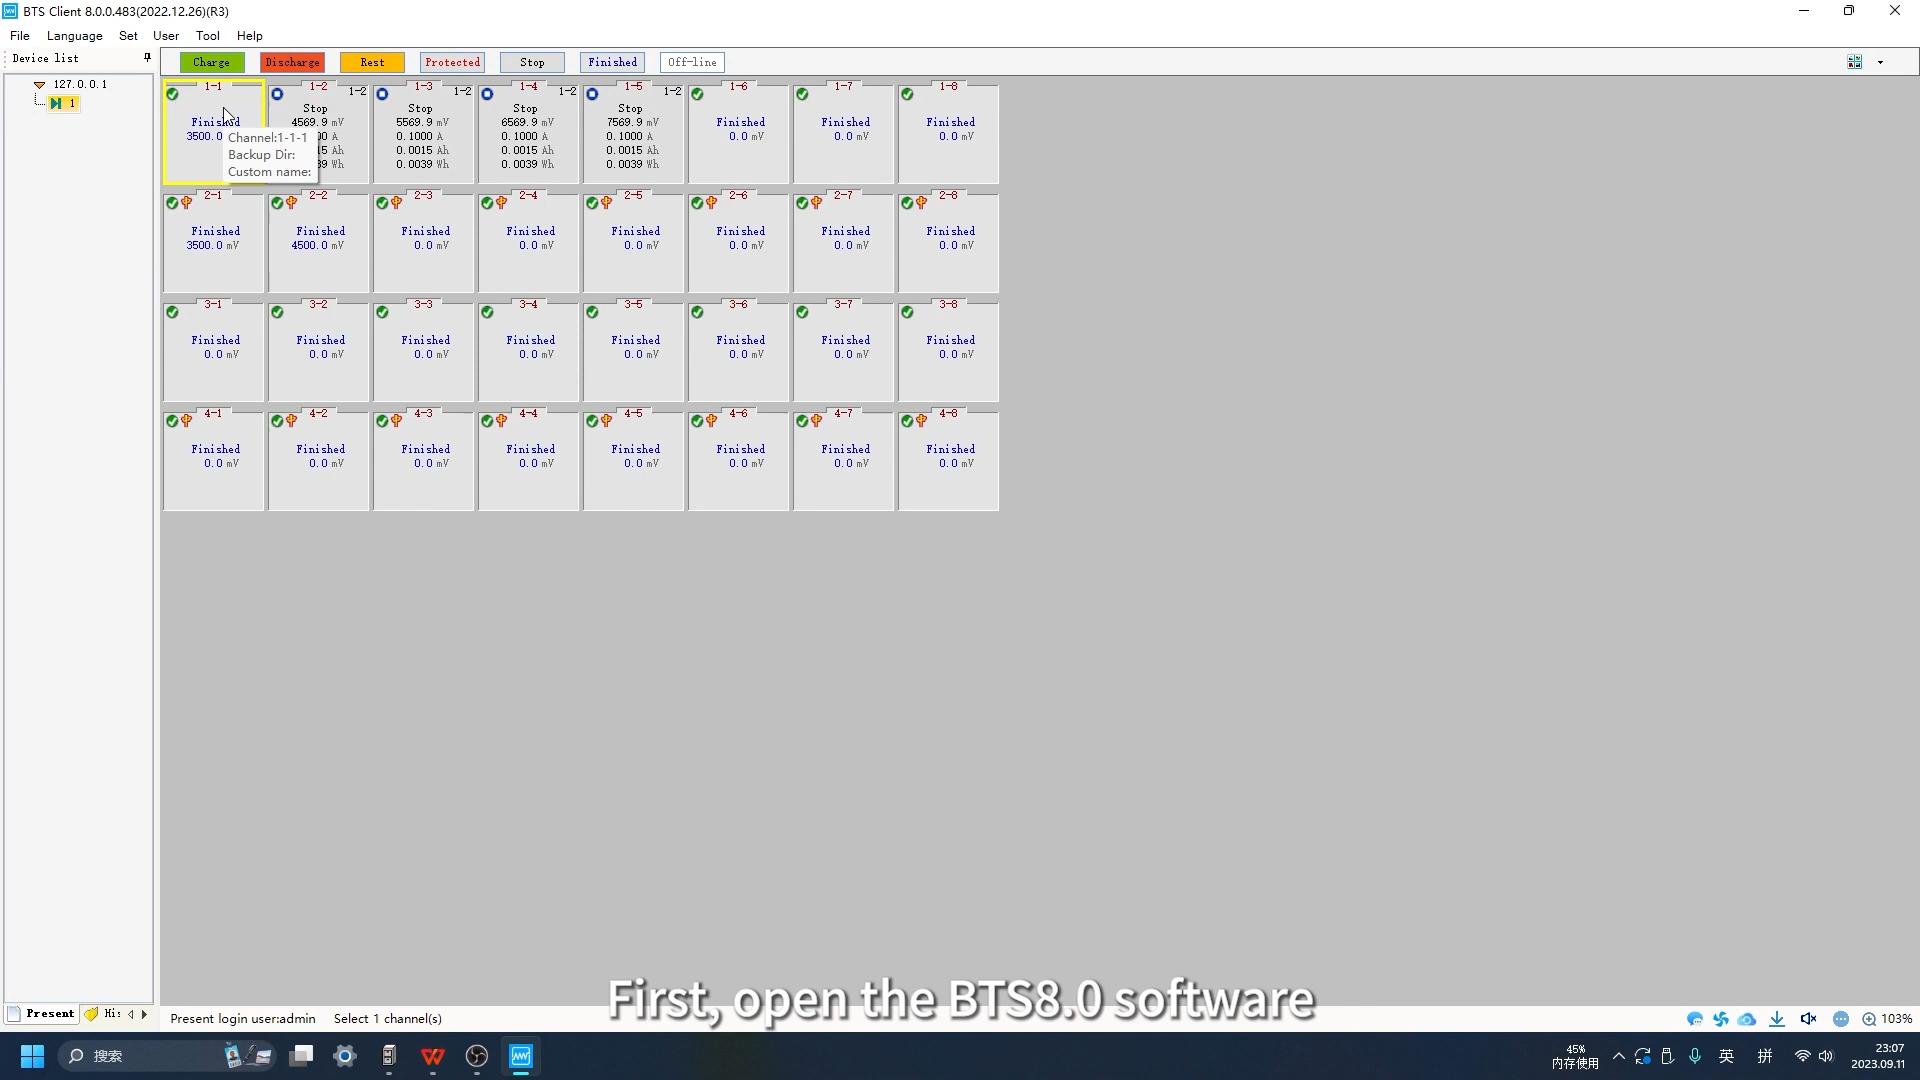 BTS Client 8.0.0.483(2022.12.26)(R3)
File Language Set User Tool Help
Device list
Charge Discharge Rest Protected Stop Finished Off-line
127.0.0.1
1
1-1 1-2 1-2 1-3 1-2 1-4 1-2 1-5 1-2 1-6 1-7 1-8
Stop Stop Stop Stop
Finished 4569.9 mV 5569.9 mV 6569.9 mV 7569.9 mV Finished Finished Finished
3500.0 A 0.1000 A 0.1000 A 0.1000 A 0.0 mV 0.0 mV 0.0 mV
Ah 0.0015 Ah 0.0015 Ah 0.0015 Ah
Wh 0.0039 Wh 0.0039 Wh 0.0039 Wh
Channel:1-1-1
Backup Dir:
Custom name:
2-1 2-2 2-3 2-4 2-5 2-6 2-7 2-8
Finished Finished Finished Finished Finished Finished Finished Finished
3500.0 mV 4500.0 mV 0.0 mV 0.0 mV 0.0 mV 0.0 mV 0.0 mV 0.0 mV
3-1 3-2 3-3 3-4 3-5 3-6 3-7 3-8
Finished Finished Finished Finished Finished Finished Finished Finished
0.0 mV 0.0 mV 0.0 mV 0.0 mV 0.0 mV 0.0 mV 0.0 mV 0.0 mV
4-1 4-2 4-3 4-4 4-5 4-6 4-7 4-8
Finished Finished Finished Finished Finished Finished Finished Finished
0.0 mV 0.0 mV 0.0 mV 0.0 mV 0.0 mV 0.0 mV 0.0 mV 0.0 mV
First, open the BTS8.0 software
Present His
Present login user:admin Select 1 channel(s)
103%
搜索
45%
内存使用
英 拼
23:07
2023.09.11